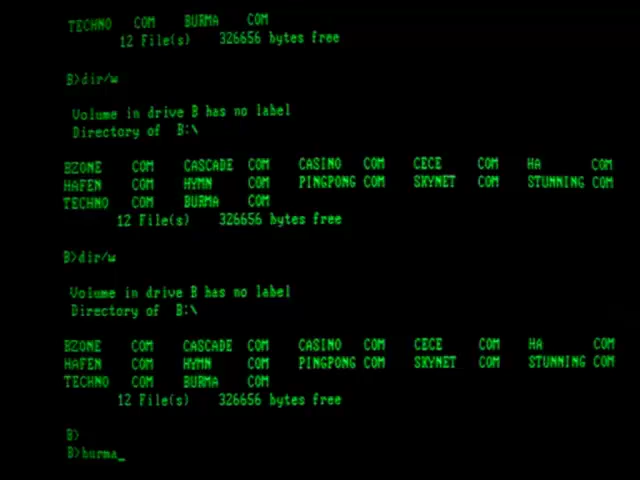 TECHNO COM BURMA COM
12 File(s) 326656 bytes free
B>dir/w
Volume in drive B has no label
Directory of B:\
BZONE COM CASCADE COM CASINO COM CECE COM HA COM
HAFEN COM HYMN COM PINGPONG COM SKYNET COM STUNNING COM
TECHNO COM BURMA COM
12 File(s) 326656 bytes free
B>dir/w
Volume in drive B has no label
Directory of B:\
BZONE COM CASCADE COM CASINO COM CECE COM HA COM
HAFEN COM HYMN COM PINGPONG COM SKYNET COM STUNNING COM
TECHNO COM BURMA COM
12 File(s) 326656 bytes free
B>
B>burma_